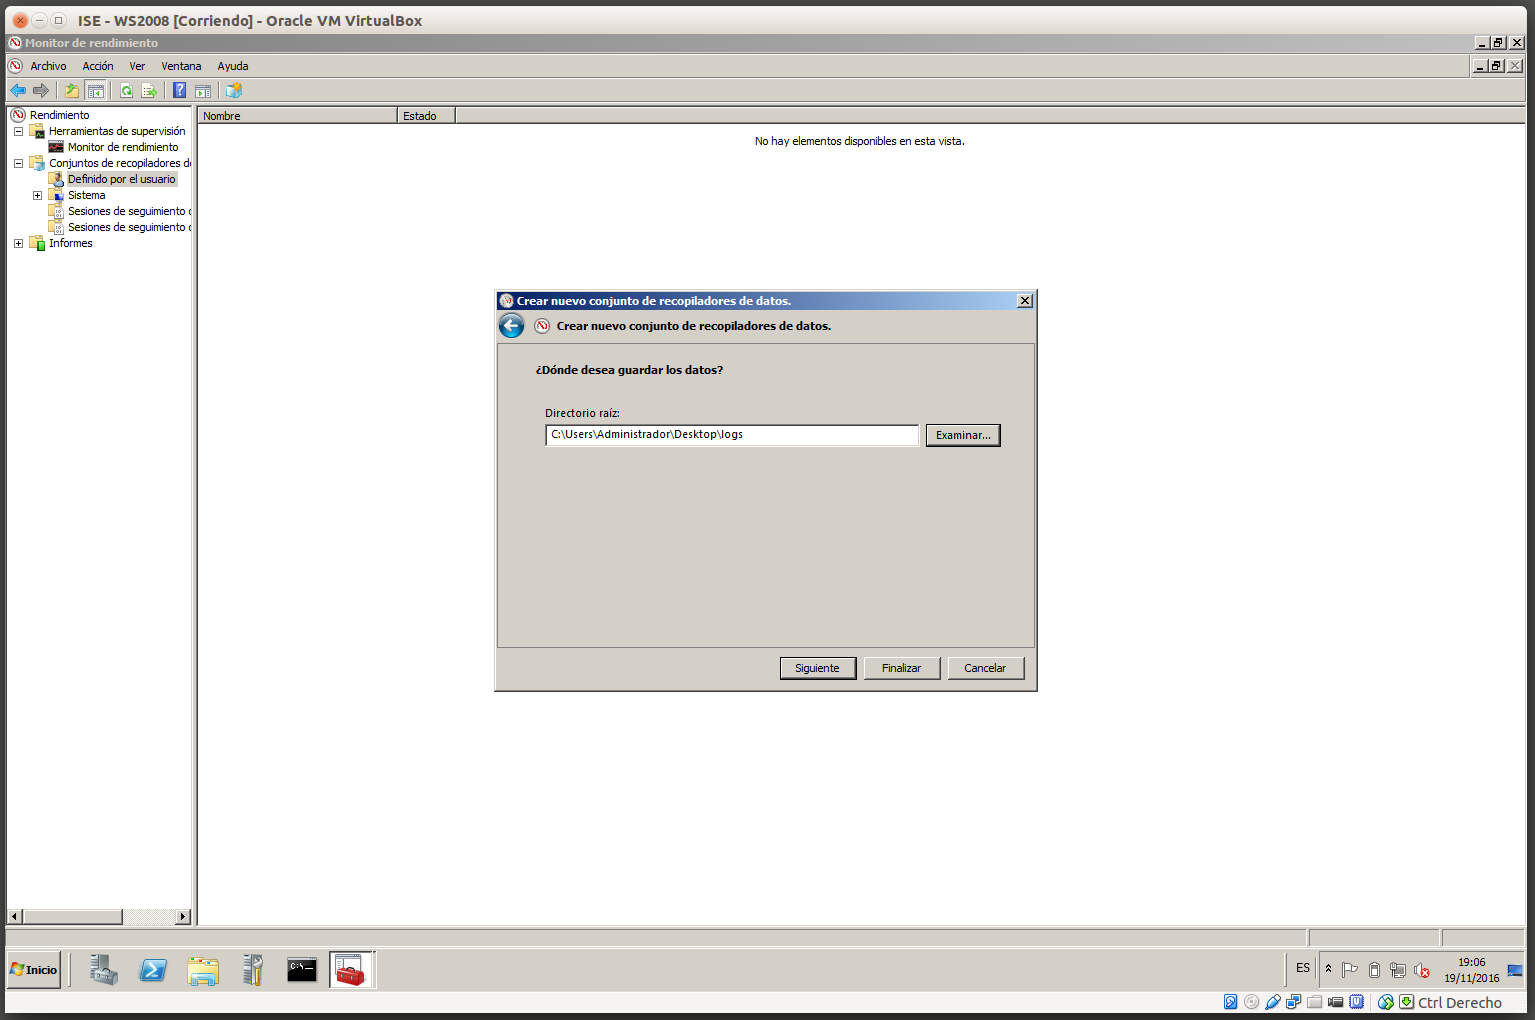 ISE - WS2008 [Corriendo] - Oracle VM VirtualBox
Monitor de rendimiento
Archivo Acción Ver Ventana Ayuda
Rendimiento
Herramientas de supervisión
Monitor de rendimiento
Conjuntos de recopiladores de
Definido por el usuario
Sistema
Sesiones de seguimiento
Sesiones de seguimiento
Informes
Nombre Estado
No hay elementos disponibles en esta vista.
Crear nuevo conjunto de recopiladores de datos.
Crear nuevo conjunto de recopiladores de datos.
¿Dónde desea guardar los datos?
Directorio raíz:
C:\Users\Administrador\Desktop\logs Examinar...
Siguiente Finalizar Cancelar
Inicio
C:\_
ES
19:06
19/11/2016
Ctrl Derecho